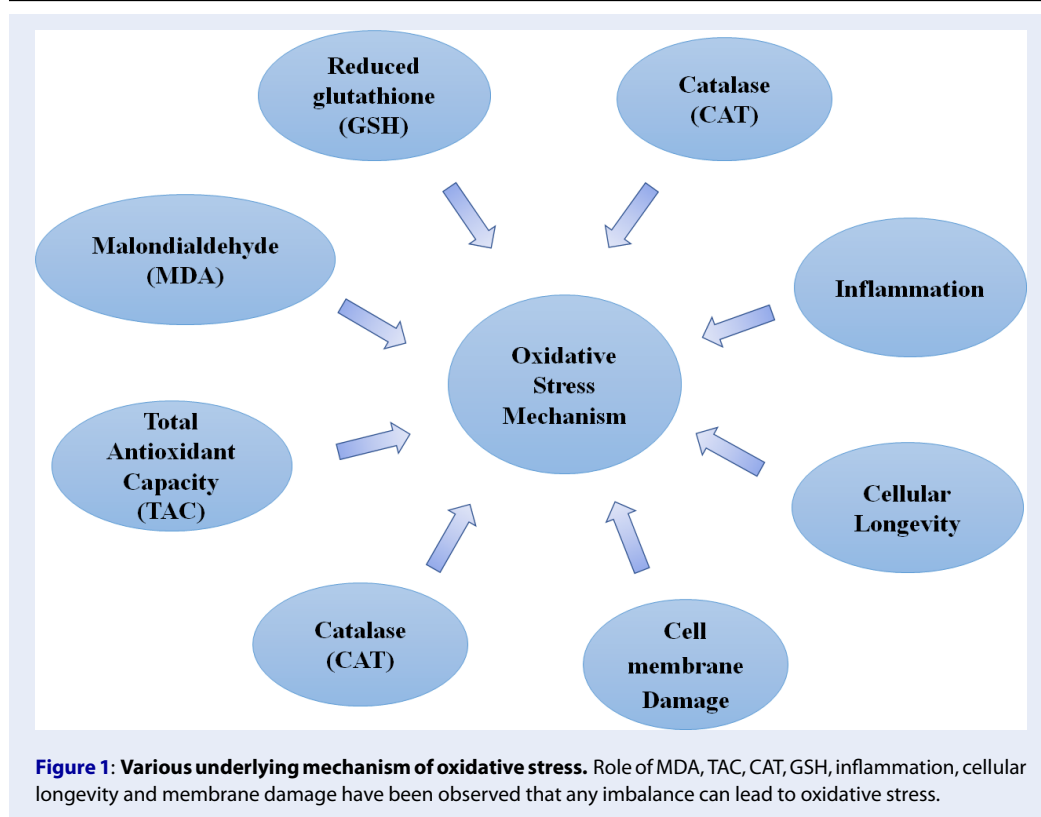 Reduced
glutathione
(GSH)
Catalase
(CAT)
Malondialdehyde
(MDA)
Inflammation
Oxidative
Stress
Mechanism
Total
Antioxidant
Capacity
(TAC)
Cellular
Longevity
Catalase
(CAT)
Cell
membrane
Damage
Figure 1: Various underlying mechanism of oxidative stress. Role of MDA, TAC, CAT, GSH, inflammation, cellular
longevity and membrane damage have been observed that any imbalance can lead to oxidative stress.